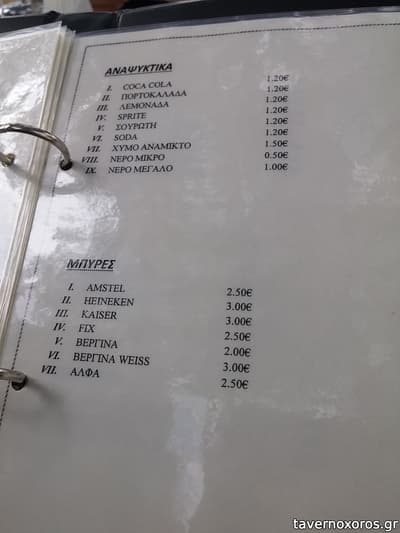 ΑΝΑΨΥΚΤΙΚΑ
I. COCA COLA 1.20€
II. ΠΟΡΤΟΚΑΛΑΔΑ 1.20€
III. ΛΕΜΟΝΑΔΑ 1.20€
IV. SPRITE 1.20€
V. ΣΟΥΡΩΤΗ 1.20€
VI. SODA 1.20€
VII. ΧΥΜΟ ΑΝΑΜΙΚΤΟ 1.50€
VIII. ΝΕΡΟ ΜΙΚΡΟ 0.50€
IX. ΝΕΡΟ ΜΕΓΑΛΟ 1.00€
ΜΠΥΡΕΣ
I. AMSTEL 2.50€
II. HEINEKEN 3.00€
III. KAISER 3.00€
IV. FIX 2.50€
V. ΒΕΡΓΙΝΑ 2.00€
VI. ΒΕΡΓΙΝΑ WEISS 3.00€
VII. ΑΛΦΑ 2.50€
tavernoxoros.gr